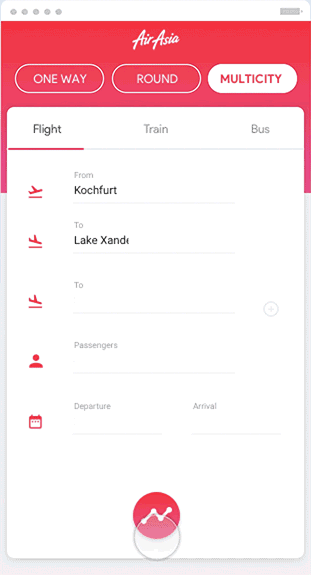 AirAsia
ONE WAY ROUND MULTICITY
Flight Train Bus
From
Kochfurt
To
Lake Xande
To
Passengers
Departure Arrival